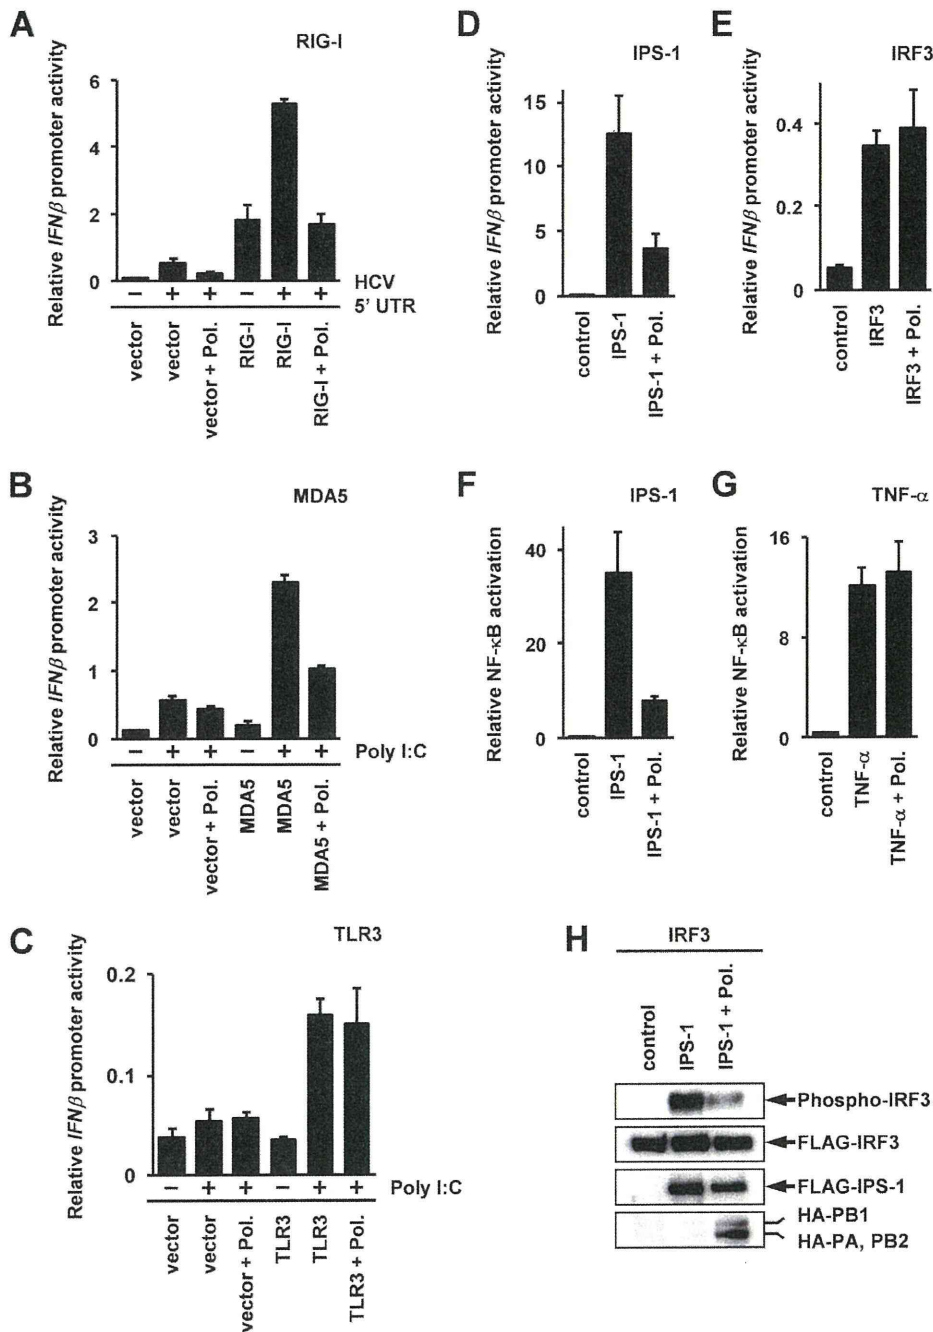 A
RIG-I
Relative IFNβ promoter activity
6
4
2
0
− + + − + +
HCV
5' UTR
vector
vector
vector + Pol.
RIG-I
RIG-I
RIG-I + Pol.
B
MDA5
Relative IFNβ promoter activity
3
2
1
0
− + + − + +
Poly I:C
vector
vector
vector + Pol.
MDA5
MDA5
MDA5 + Pol.
C
TLR3
Relative IFNβ promoter activity
0.2
0.1
0
− + + − + +
Poly I:C
vector
vector
vector + Pol.
TLR3
TLR3
TLR3 + Pol.
D
IPS-1
Relative IFNβ promoter activity
15
10
5
0
control
IPS-1
IPS-1 + Pol.
E
IRF3
Relative IFNβ promoter activity
0.4
0.2
0
control
IRF3
IRF3 + Pol.
F
IPS-1
Relative NF-κB activation
40
20
0
control
IPS-1
IPS-1 + Pol.
G
TNF-α
Relative NF-κB activation
16
8
0
control
TNF-α
TNF-α + Pol.
H
IRF3
control
IPS-1
IPS-1 + Pol.
Phospho-IRF3
FLAG-IRF3
FLAG-IPS-1
HA-PB1
HA-PA, PB2